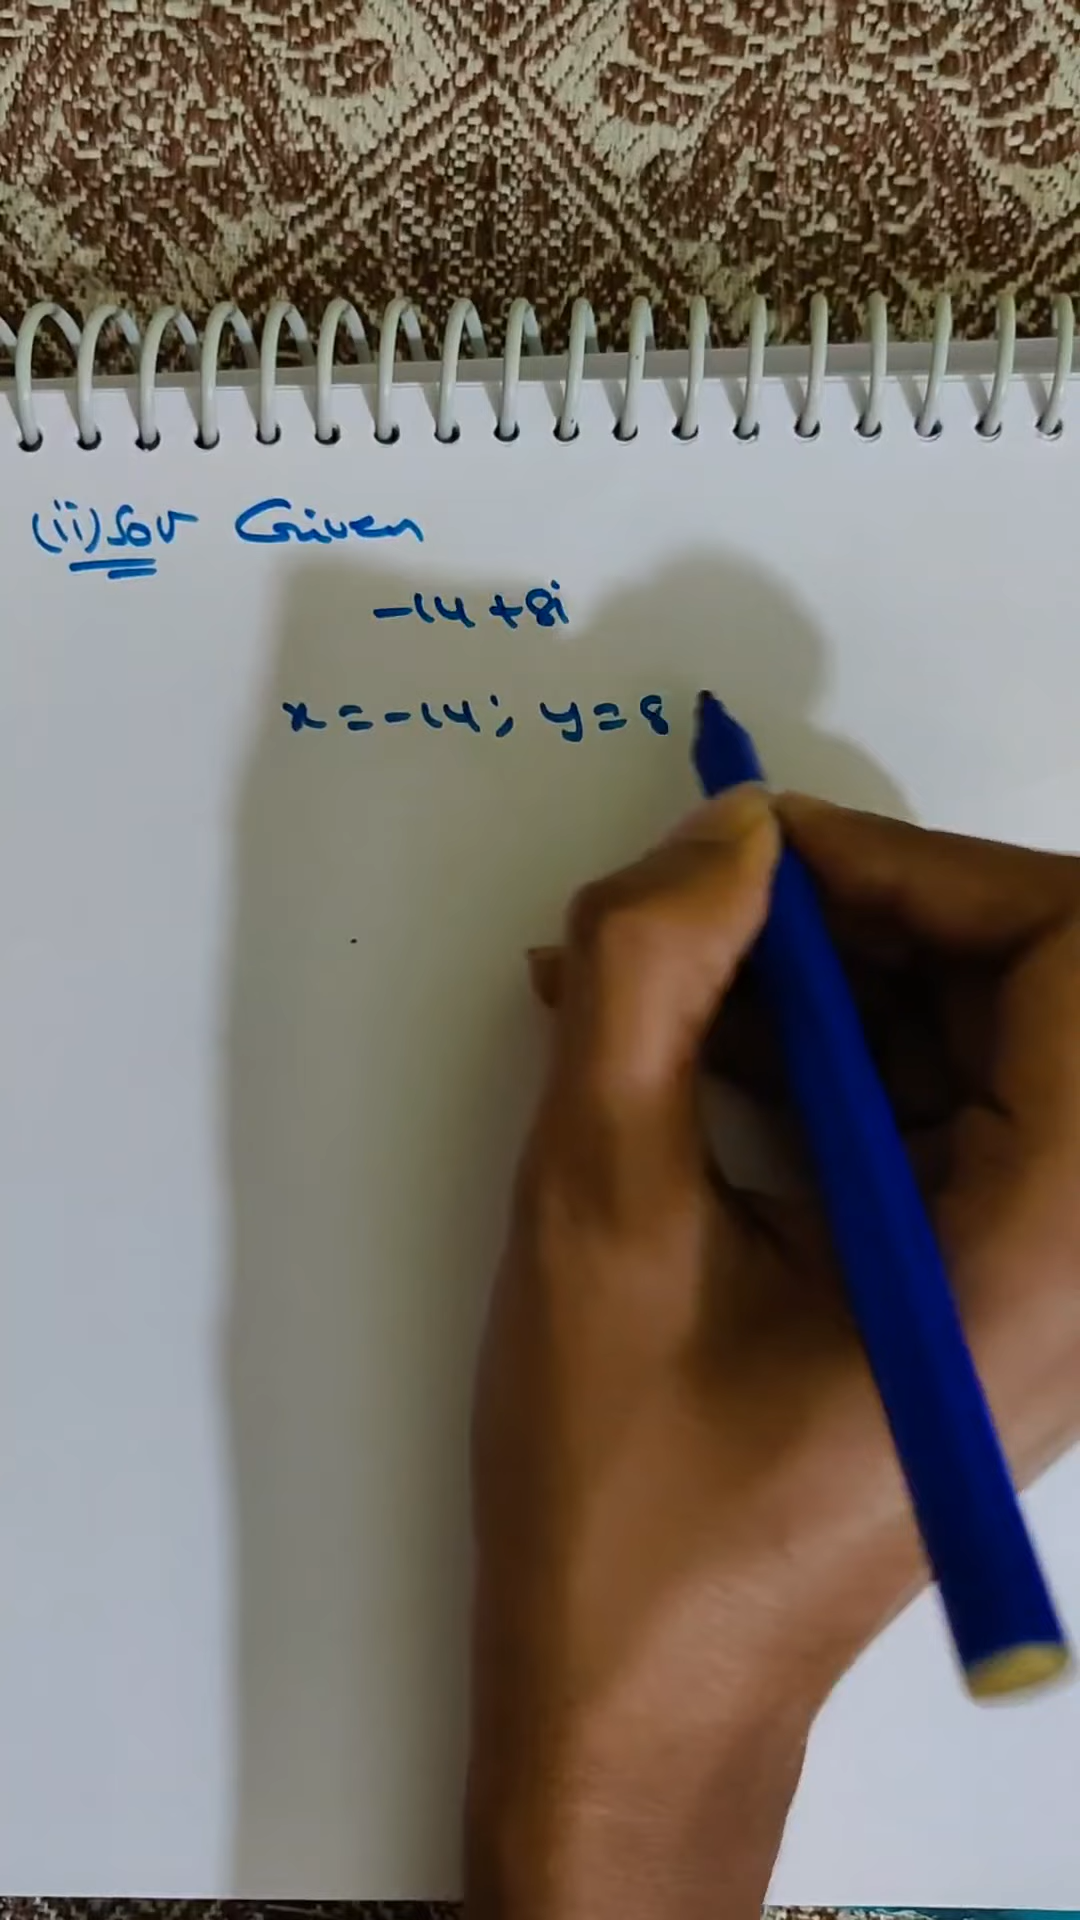 (ii) Sol Given
-14 + 8i
x = -14; y = 8